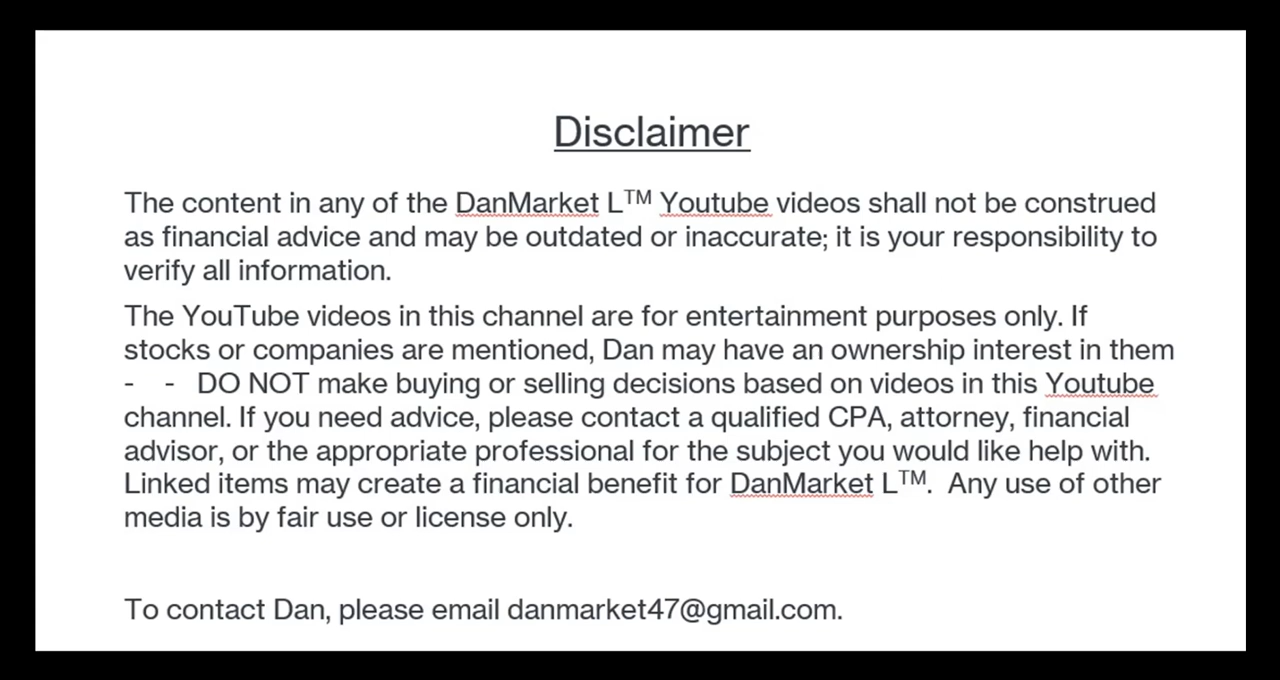 Disclaimer
The content in any of the DanMarket L™ Youtube videos shall not be construed
as financial advice and may be outdated or inaccurate; it is your responsibility to
verify all information.
The YouTube videos in this channel are for entertainment purposes only. If
stocks or companies are mentioned, Dan may have an ownership interest in them
- - DO NOT make buying or selling decisions based on videos in this Youtube
channel. If you need advice, please contact a qualified CPA, attorney, financial
advisor, or the appropriate professional for the subject you would like help with.
Linked items may create a financial benefit for DanMarket L™. Any use of other
media is by fair use or license only.
To contact Dan, please email danmarket47@gmail.com.